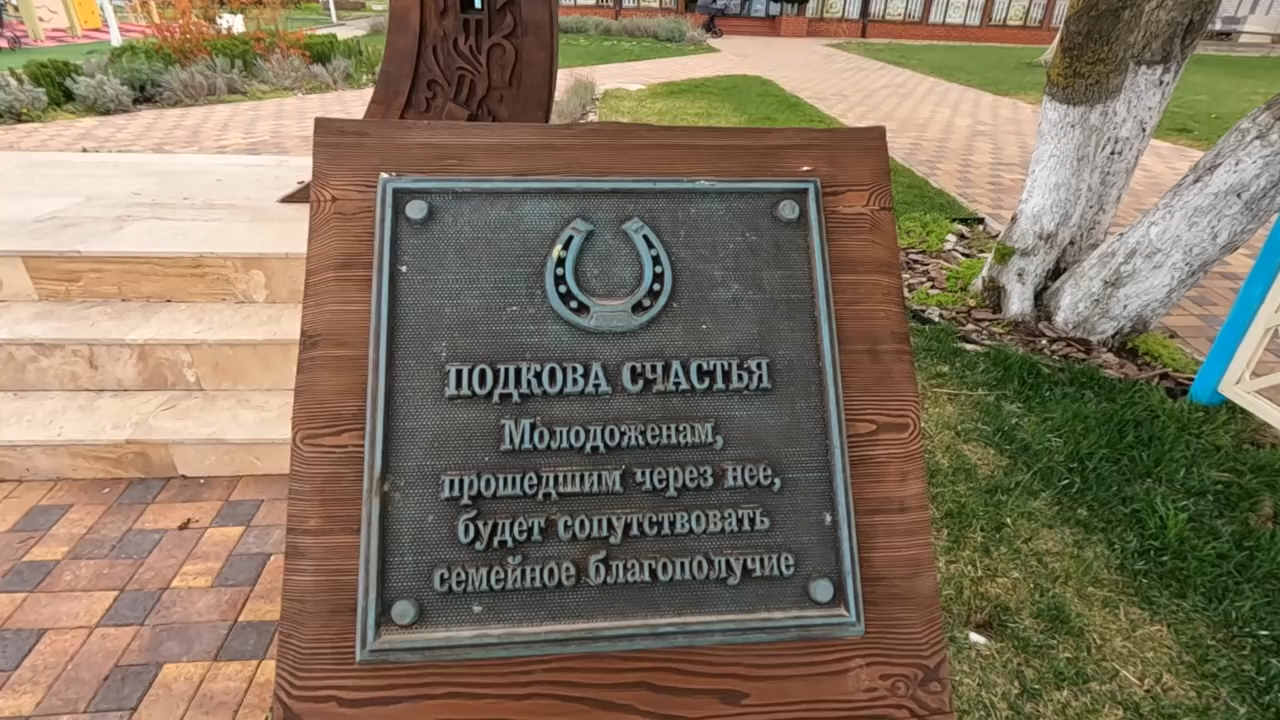 ПОДКОВА СЧАСТЬЯ
Молодоженам,
прошедшим через нее,
будет сопутствовать
семейное благополучие